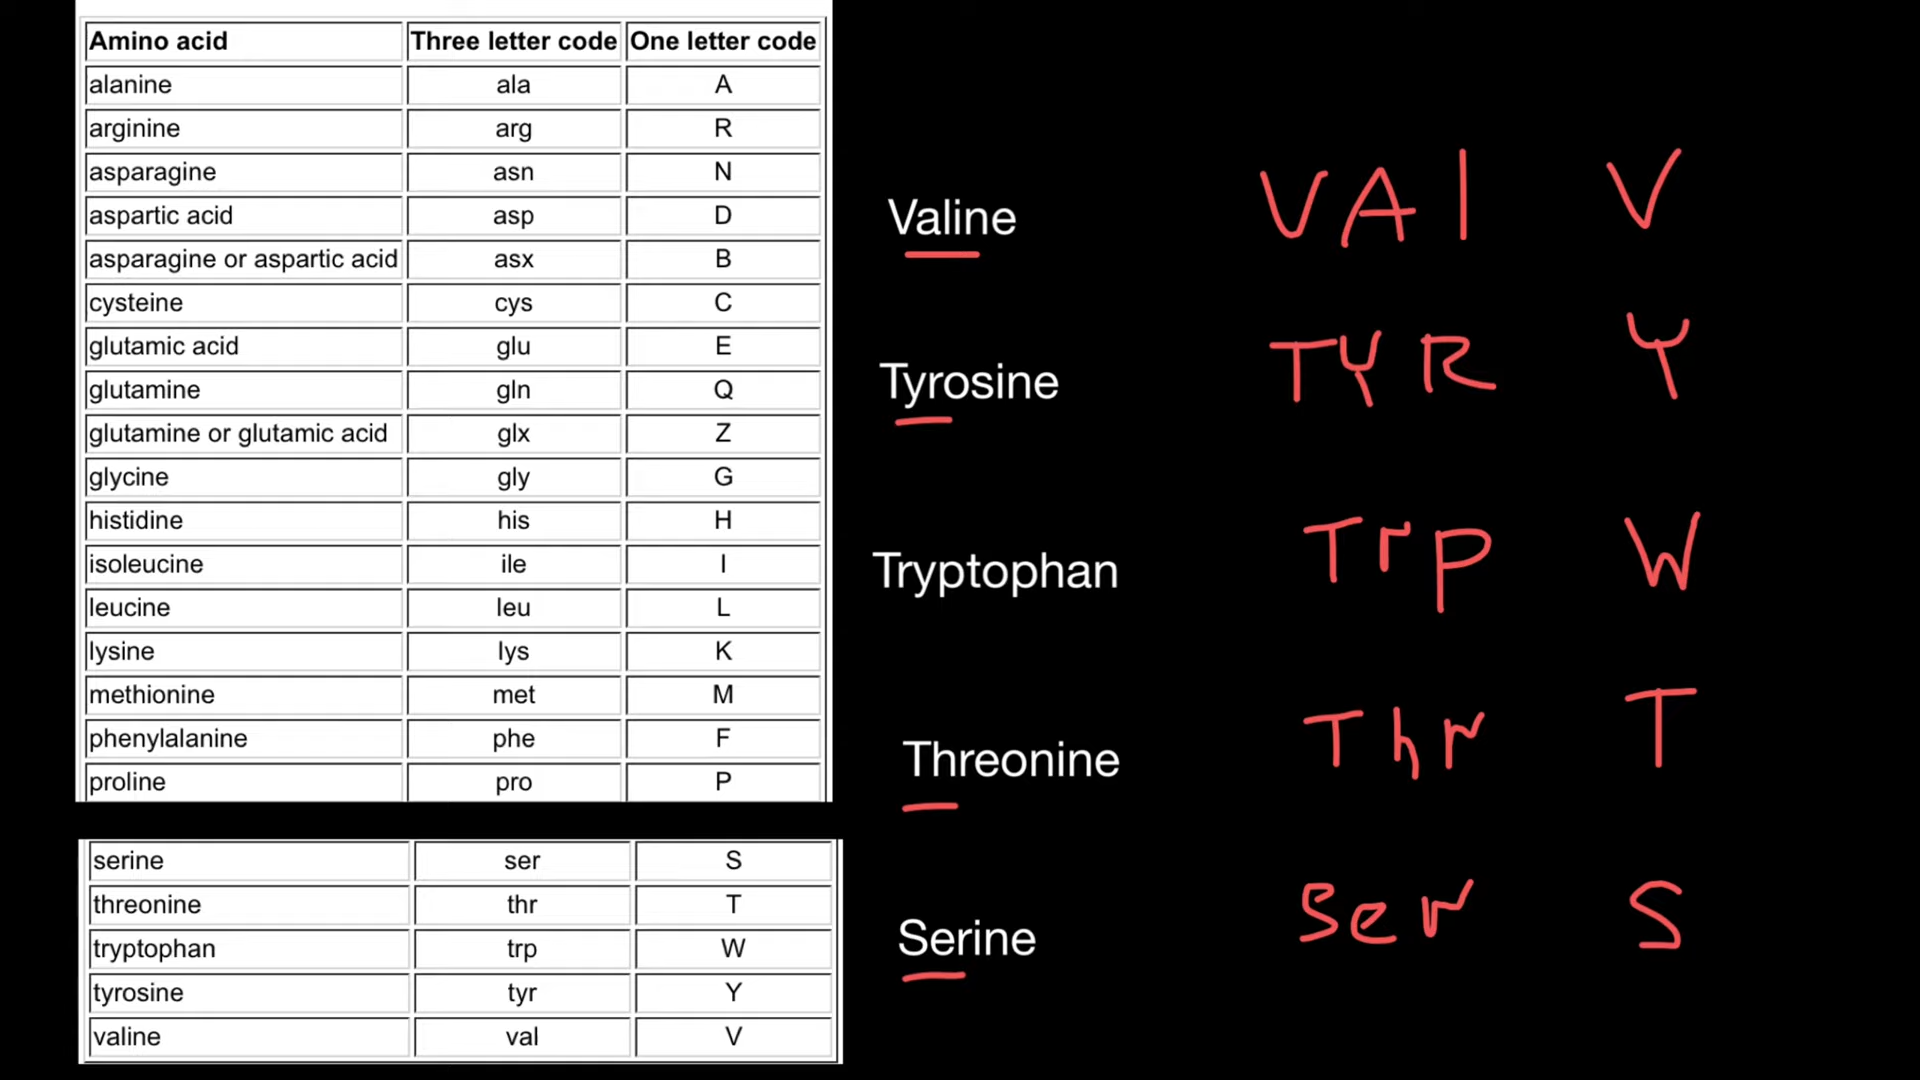 Amino acid Three letter code One letter code
alanine ala A
arginine arg R
asparagine asn N
aspartic acid asp D
asparagine or aspartic acid asx B
cysteine cys C
glutamic acid glu E
glutamine gln Q
glutamine or glutamic acid glx Z
glycine gly G
histidine his H
isoleucine ile I
leucine leu L
lysine lys K
methionine met M
phenylalanine phe F
proline pro P
serine ser S
threonine thr T
tryptophan trp W
tyrosine tyr Y
valine val V
Valine VAl V
Tyrosine TYR Y
Tryptophan Trp W
Threonine Thr T
Serine Ser S